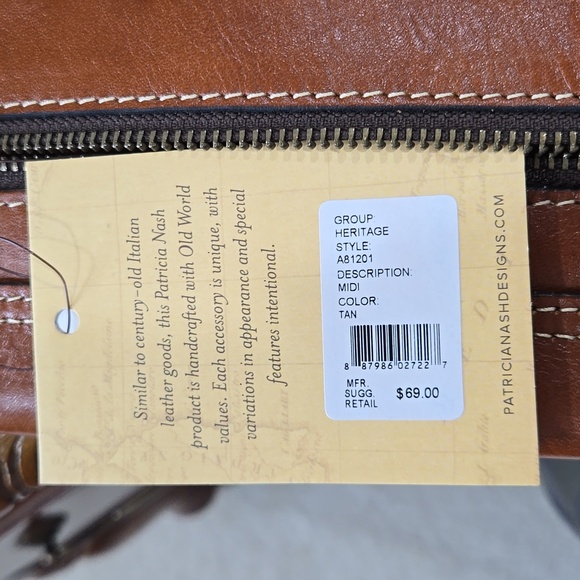 Similar to century-old Italian
leather goods, this Patricia Nash
product is handcrafted with Old World
values. Each accessory is unique, with
variations in appearance and special
features intentional.
GROUP:
HERITAGE
STYLE:
A81201
DESCRIPTION:
MIDI
COLOR:
TAN
8 87986 02722 7
MFR.
SUGG. $69.00
RETAIL
PATRICIANASHDESIGNS.COM